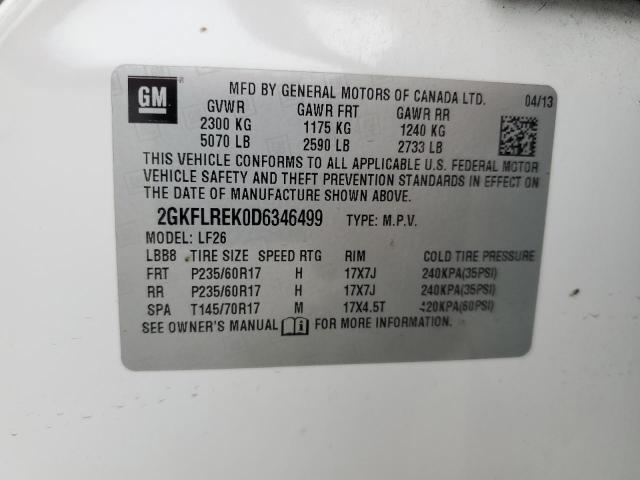 GM
MFD BY GENERAL MOTORS OF CANADA LTD. 04/13
GVWR GAWR FRT GAWR RR
2300 KG 1175 KG 1240 KG
5070 LB 2590 LB 2733 LB
THIS VEHICLE CONFORMS TO ALL APPLICABLE U.S. FEDERAL MOTOR
VEHICLE SAFETY AND THEFT PREVENTION STANDARDS IN EFFECT ON
THE DATE OF MANUFACTURE SHOWN ABOVE.
2GKFLREK0D6346499 TYPE: M.P.V.
MODEL: LF26
LBB8 TIRE SIZE SPEED RTG RIM COLD TIRE PRESSURE
FRT P235/60R17 H 17X7J 240KPA(35PSI)
RR P235/60R17 H 17X7J 240KPA(35PSI)
SPA T145/70R17 M 17X4.5T 420KPA(60PSI)
SEE OWNER'S MANUAL FOR MORE INFORMATION.